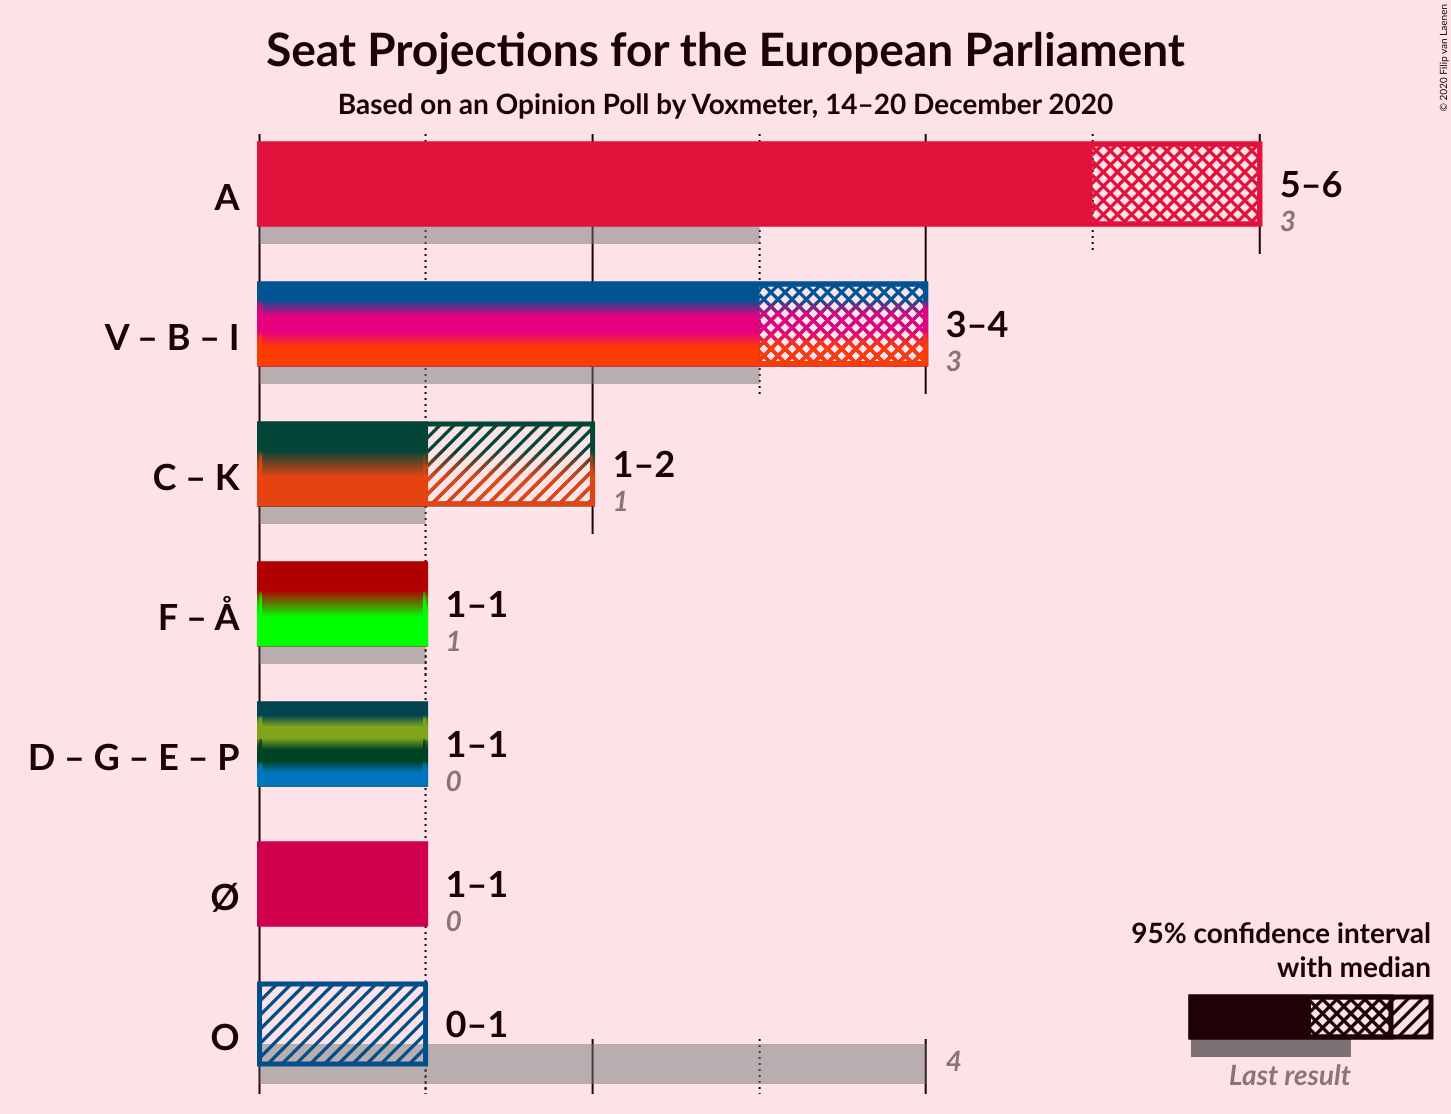 Seat Projections for the European Parliament
Based on an Opinion Poll by Voxmeter, 14–20 December 2020
© 2020 Filip van Laenen
A
5–6
3
V – B – I
3–4
3
C – K
1–2
1
F – Å
1–1
1
D – G – E – P
1–1
0
Ø
1–1
0
O
0–1
4
95% confidence interval
with median
Last result